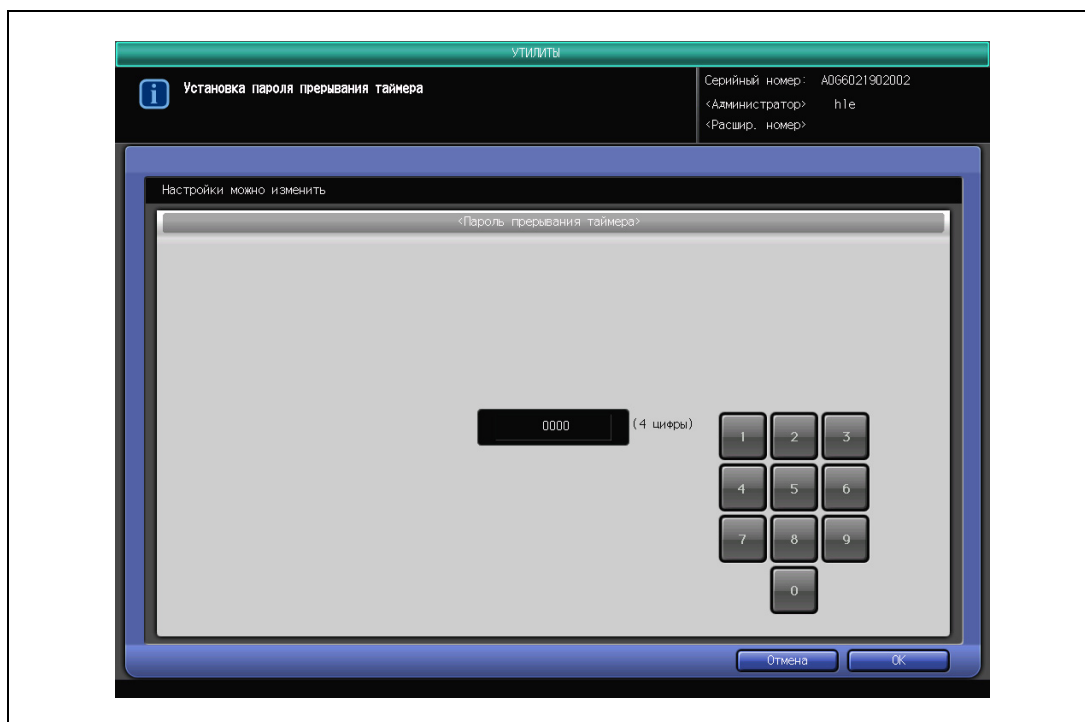 УТИЛИТЫ
Установка пароля прерывания таймера
Серийный номер: A0G6021902002
<Администратор> hle
<Расшир. номер>
Настройки можно изменить
<Пароль прерывания таймера>
0000 (4 цифры)
1 2 3
4 5 6
7 8 9
0
Отмена OK